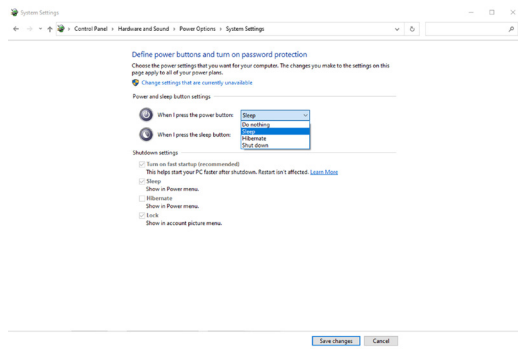 System Settings
Control Panel > Hardware and Sound > Power Options > System Settings
Define power buttons and turn on password protection
Choose the power settings that you want for your computer. The changes you make to the settings on this
page apply to all of your power plans.
Change settings that are currently unavailable
Power and sleep button settings
When I press the power button: Sleep
Do nothing
Sleep
When I press the sleep button: Hibernate
Shut down
Shutdown settings
Turn on fast startup (recommended)
This helps start your PC faster after shutdown. Restart isn't affected. Learn More
Sleep
Show in Power menu.
Hibernate
Show in Power menu.
Lock
Show in account picture menu.
Save changes Cancel